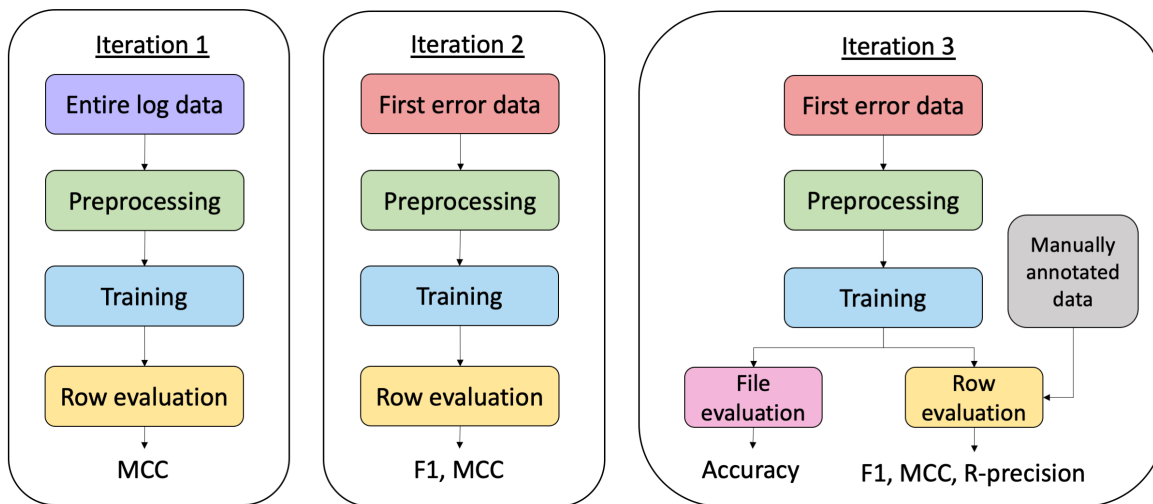 Iteration 1
Entire log data
Preprocessing
Training
Row evaluation
MCC
Iteration 2
First error data
Preprocessing
Training
Row evaluation
F1, MCC
Iteration 3
First error data
Preprocessing
Training
Manually
annotated
data
File
evaluation
Accuracy
Row
evaluation
F1, MCC, R-precision